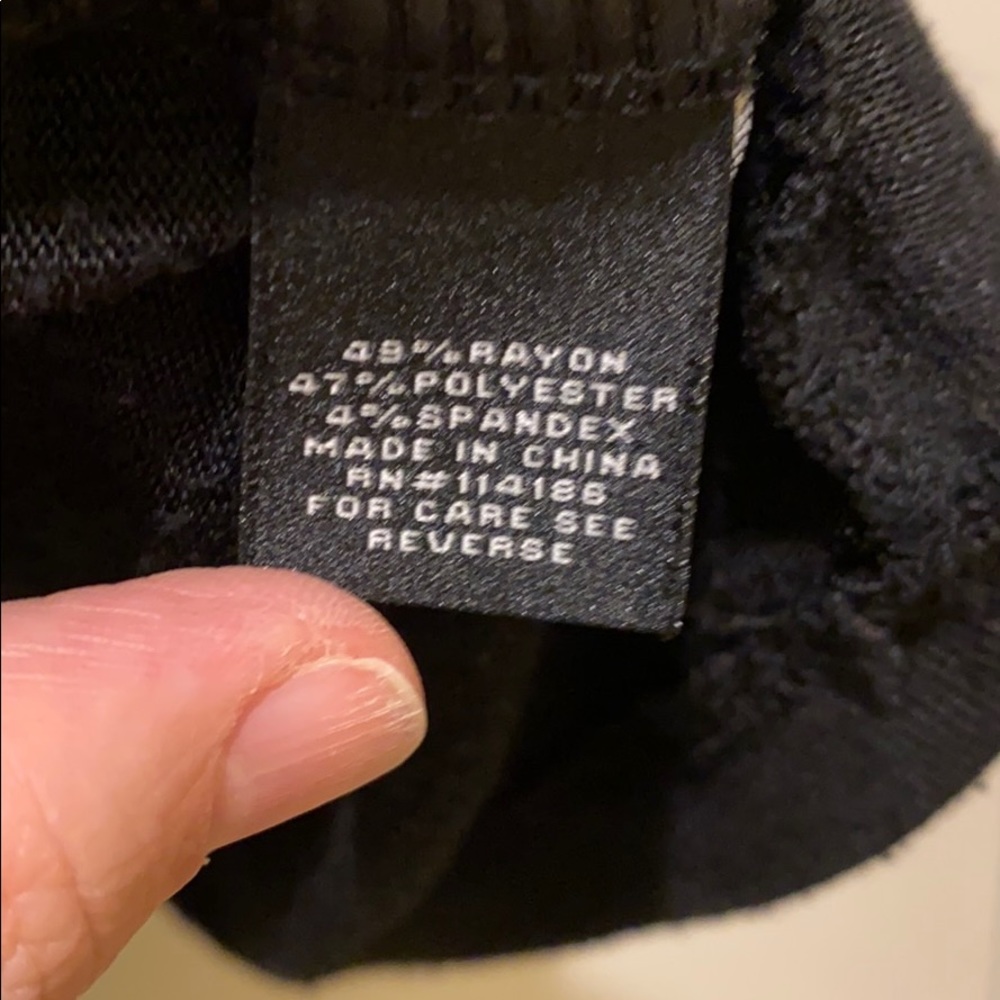 49%RAYON
47%POLYESTER
4%SPANDEX
MADE IN CHINA
RN#114186
FOR CARE SEE
REVERSE